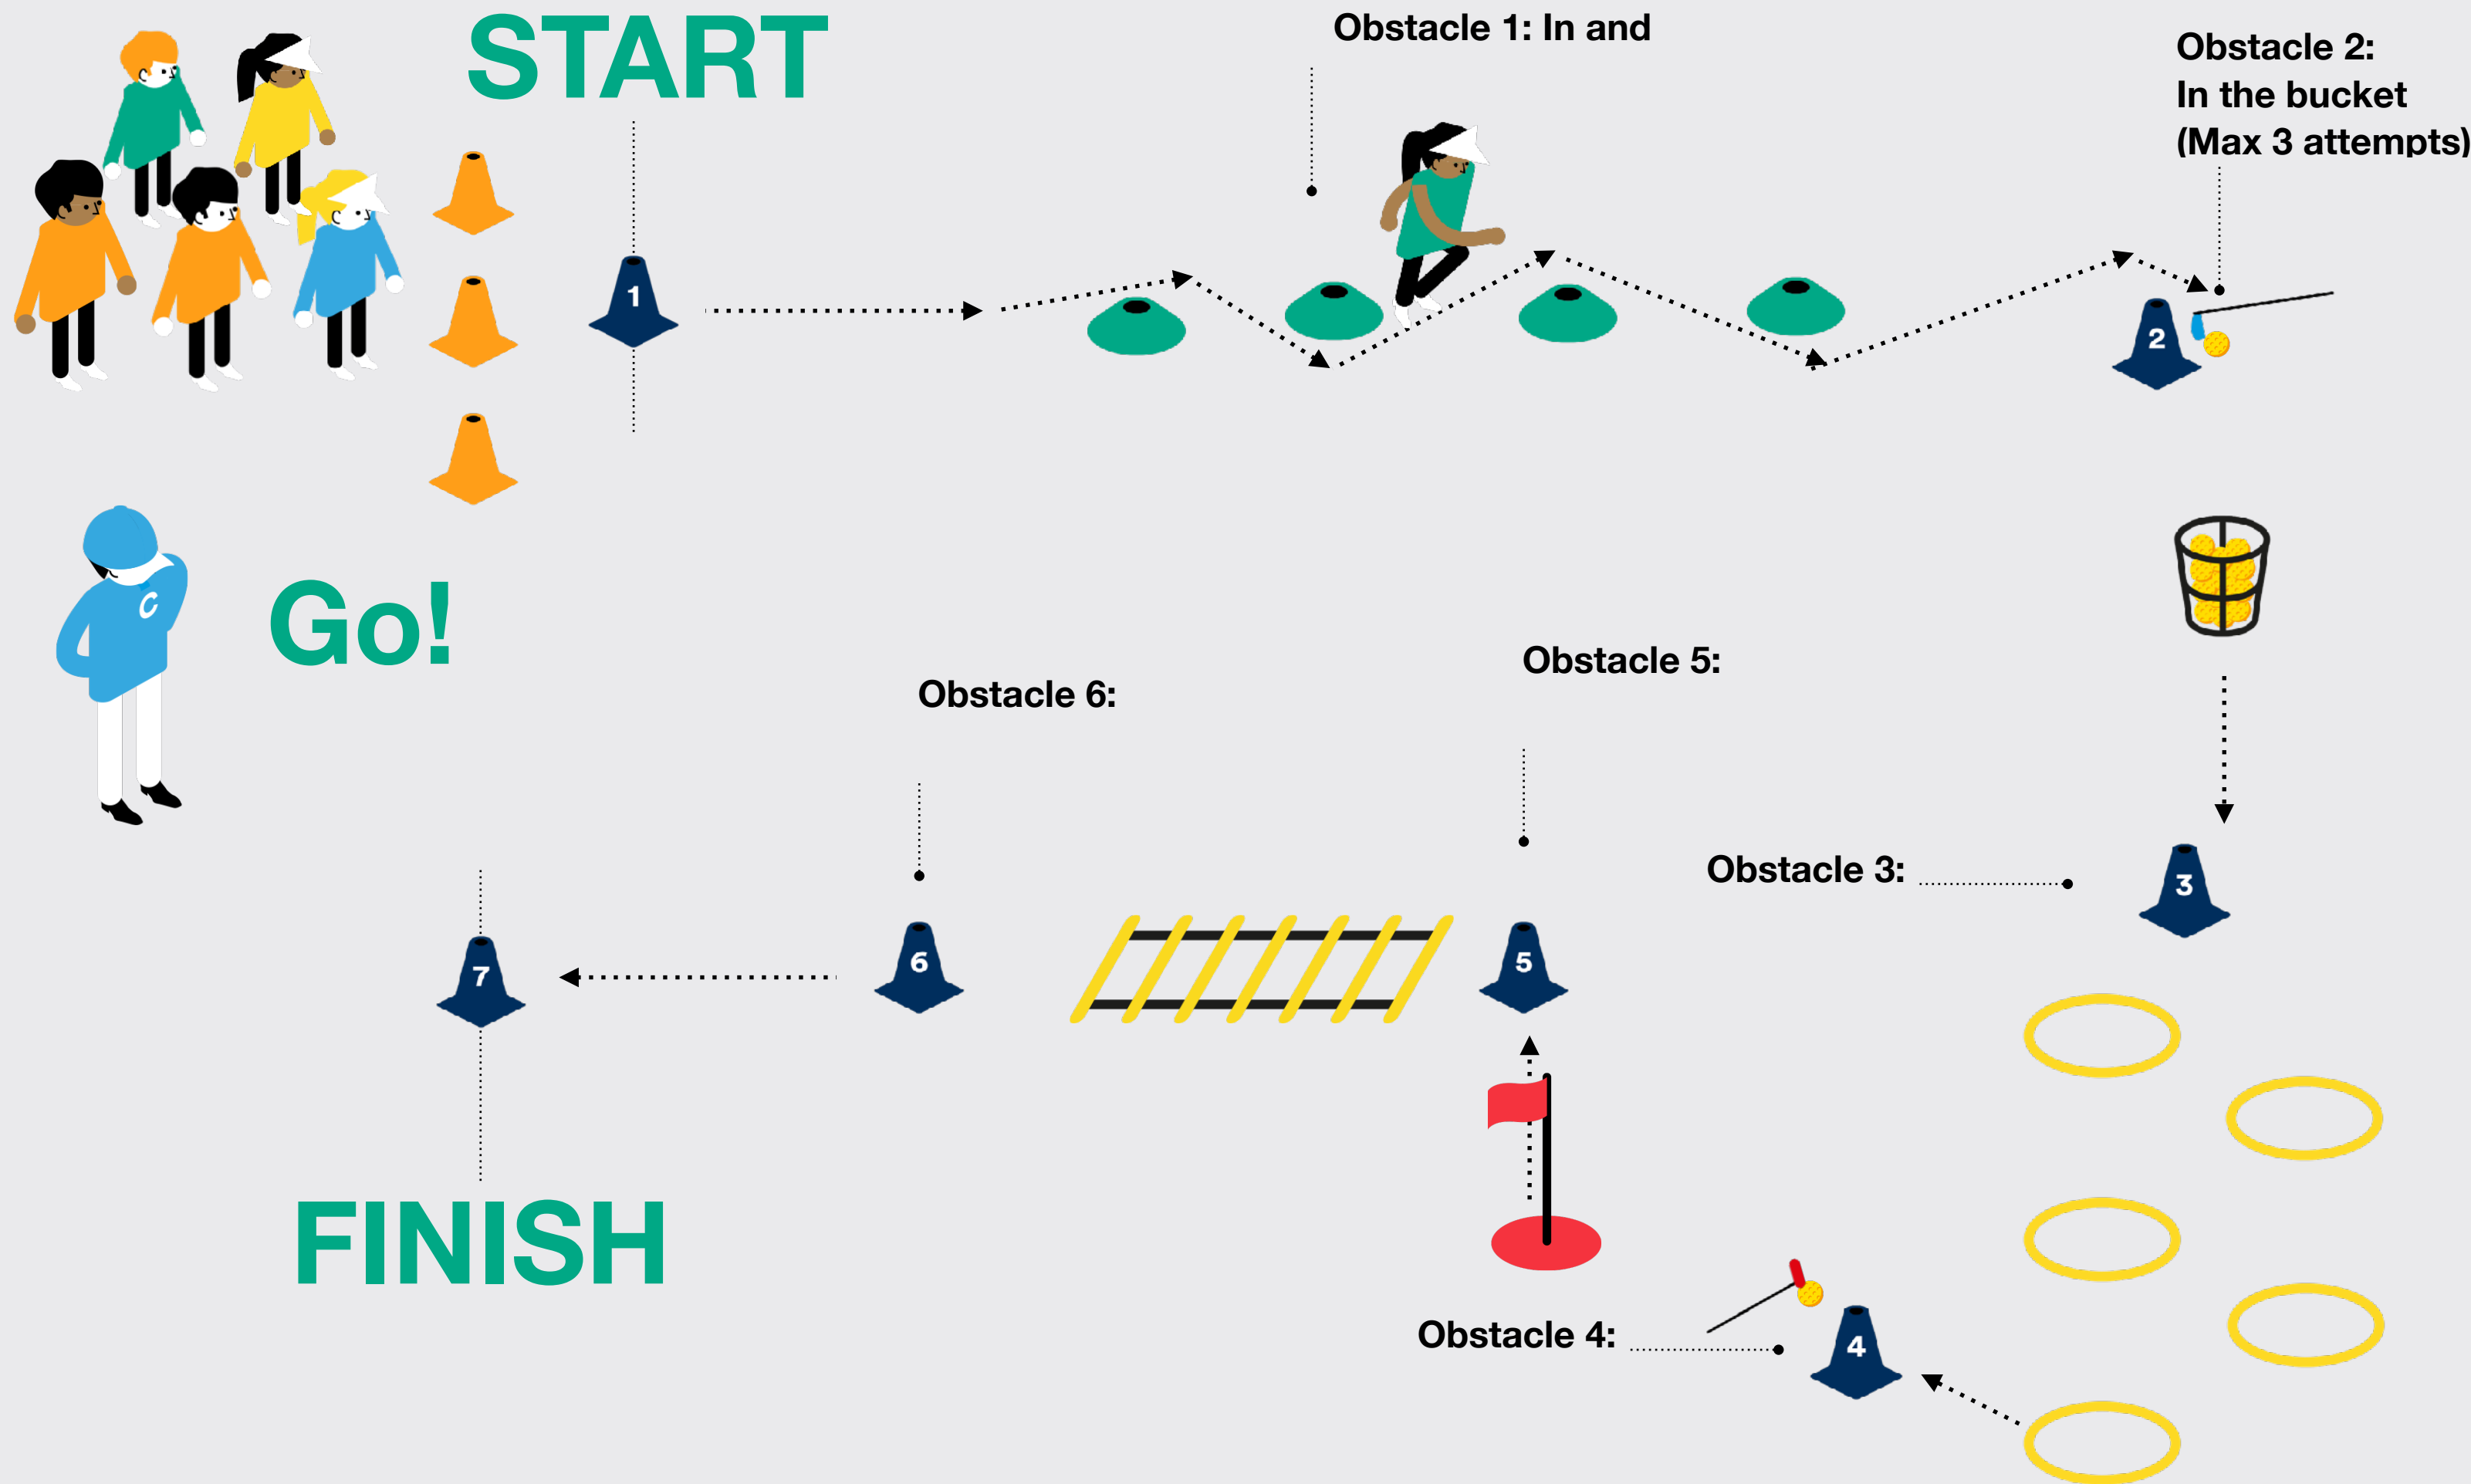 START
Obstacle 1: In and
Obstacle 2:
In the bucket
(Max 3 attempts)
1
2
C
Go!
Obstacle 5:
Obstacle 6:
Obstacle 3:
3
7
6
5
FINISH
Obstacle 4:
4